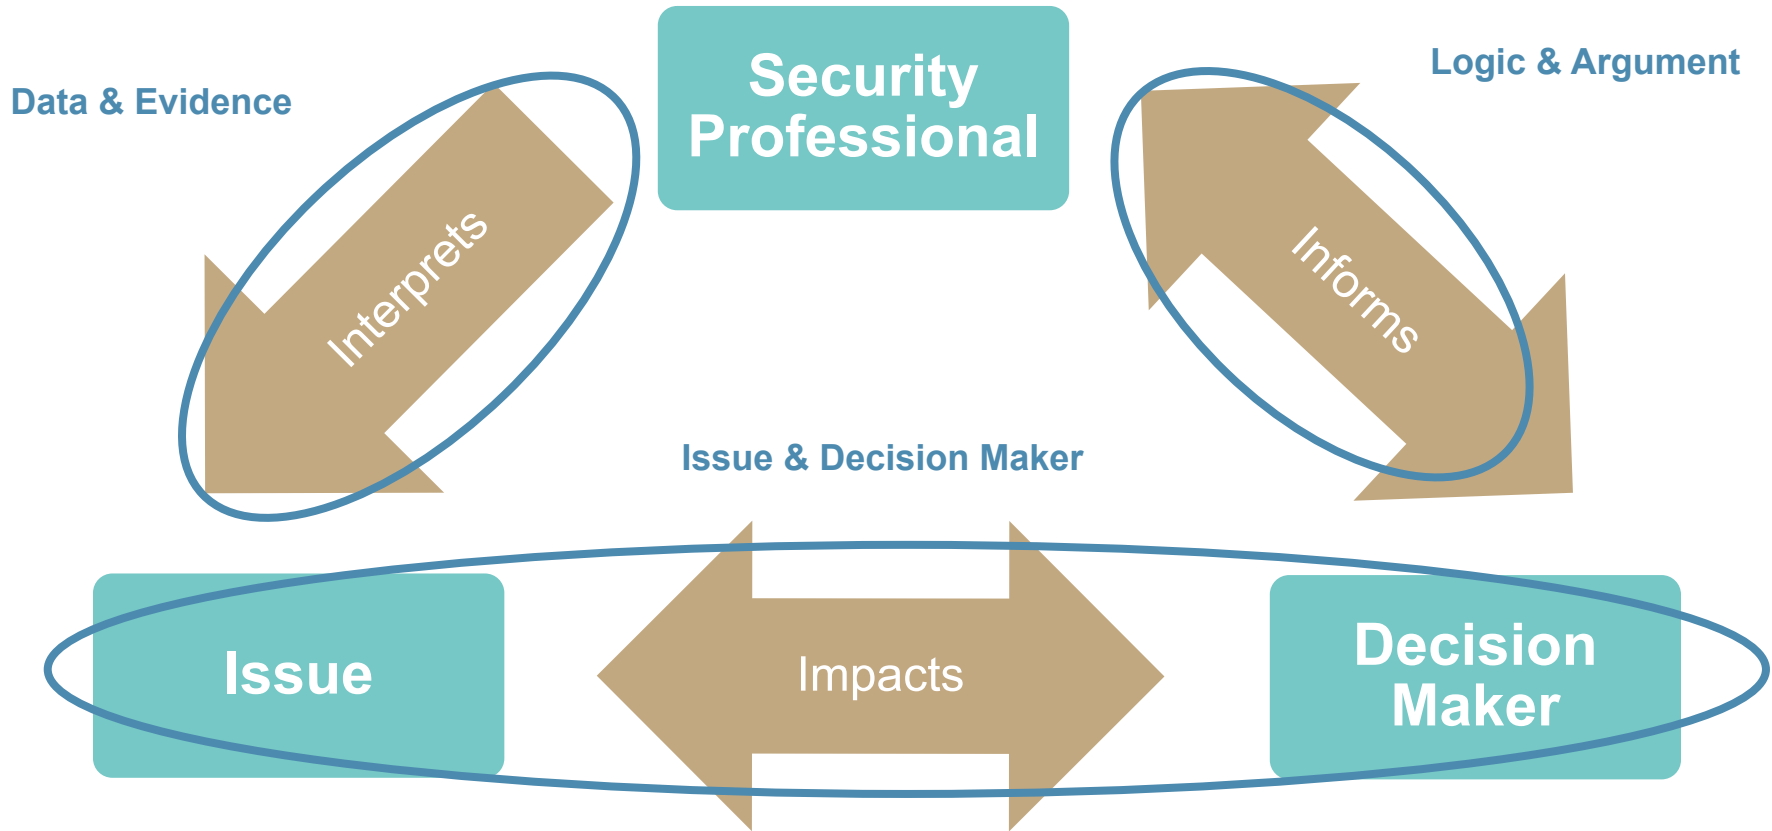 Security
Professional
Logic & Argument
Data & Evidence
Interprets
Informs
Issue & Decision Maker
Issue
Impacts
Decision
Maker